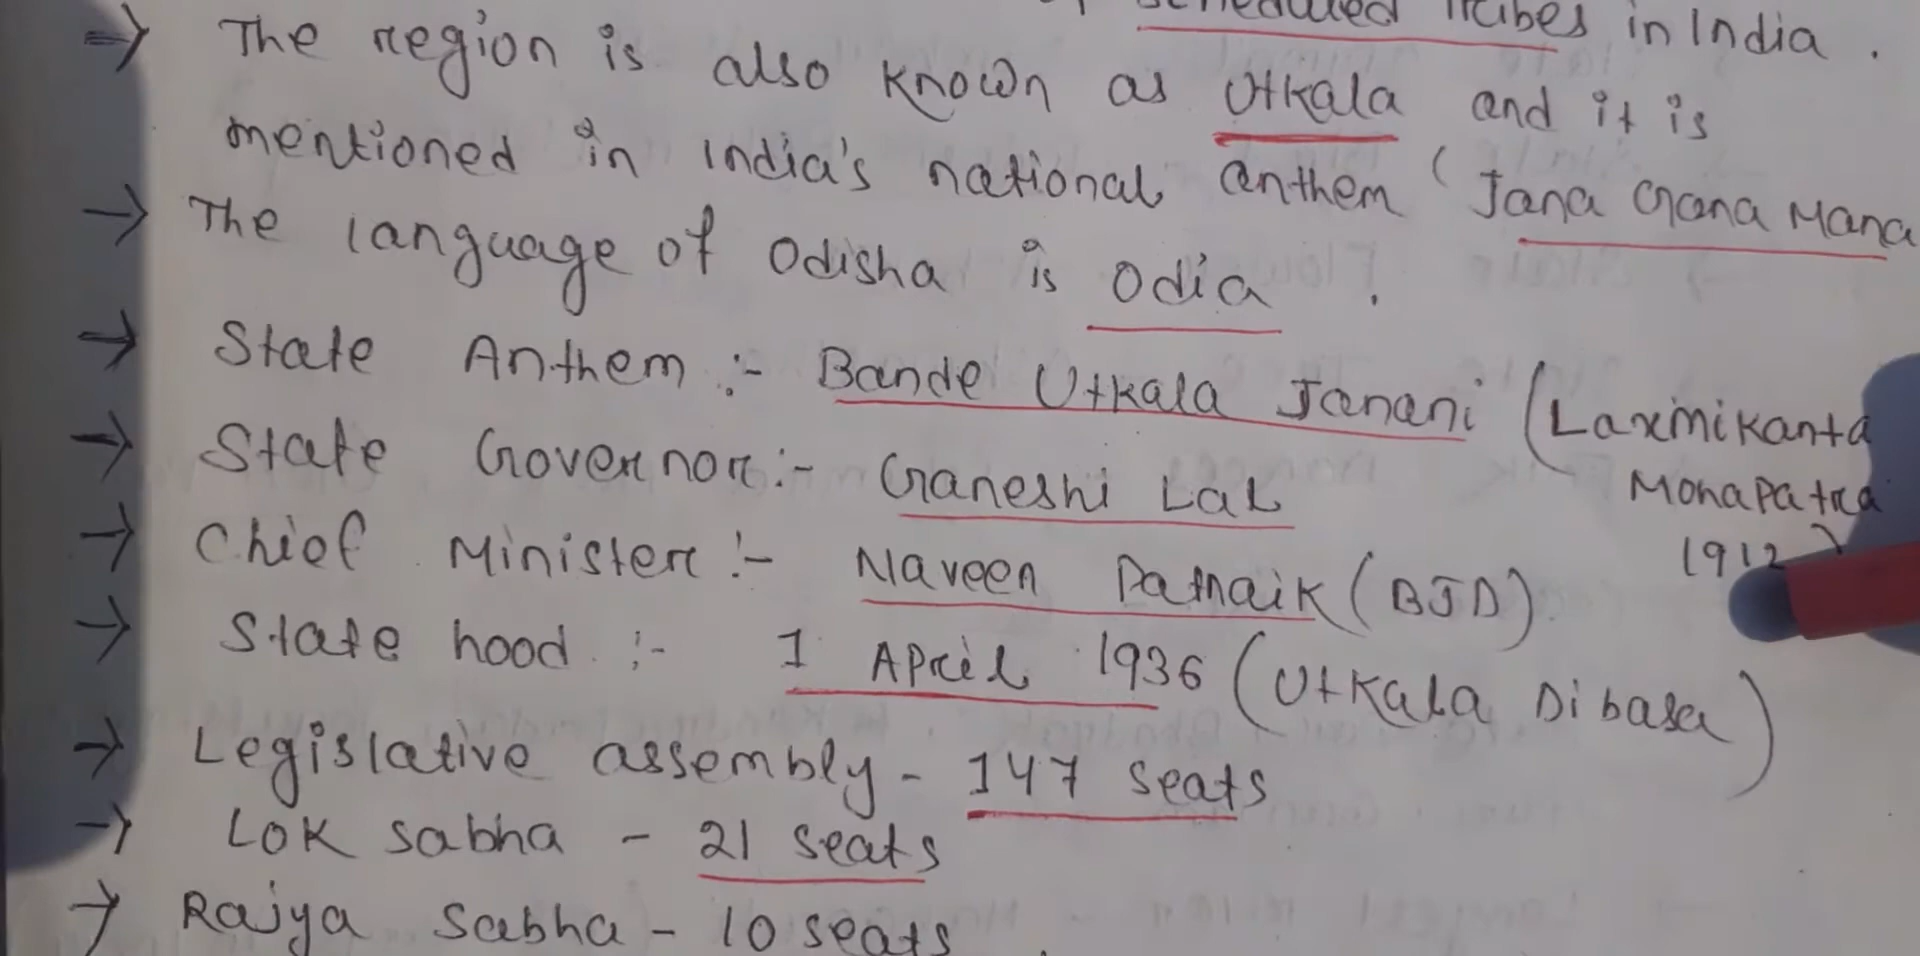 scheduled Tribes in India.
→ The region is also known as Utkala and it is
mentioned in India's national anthem (Jana Gana Mana
→ The language of Odisha is Odia.
→ State Anthem :- Bande Utkala Janani (Laxmikanta
Mohapatra
1912)
→ State Governor :- Ganeshi Lal
→ Chief Minister :- Naveen Patnaik (BJD)
→ State hood :- 1 April 1936 (Utkala Dibasa)
→ Legislative assembly - 147 seats
→ Lok Sabha - 21 seats
→ Rajya Sabha - 10 seats.